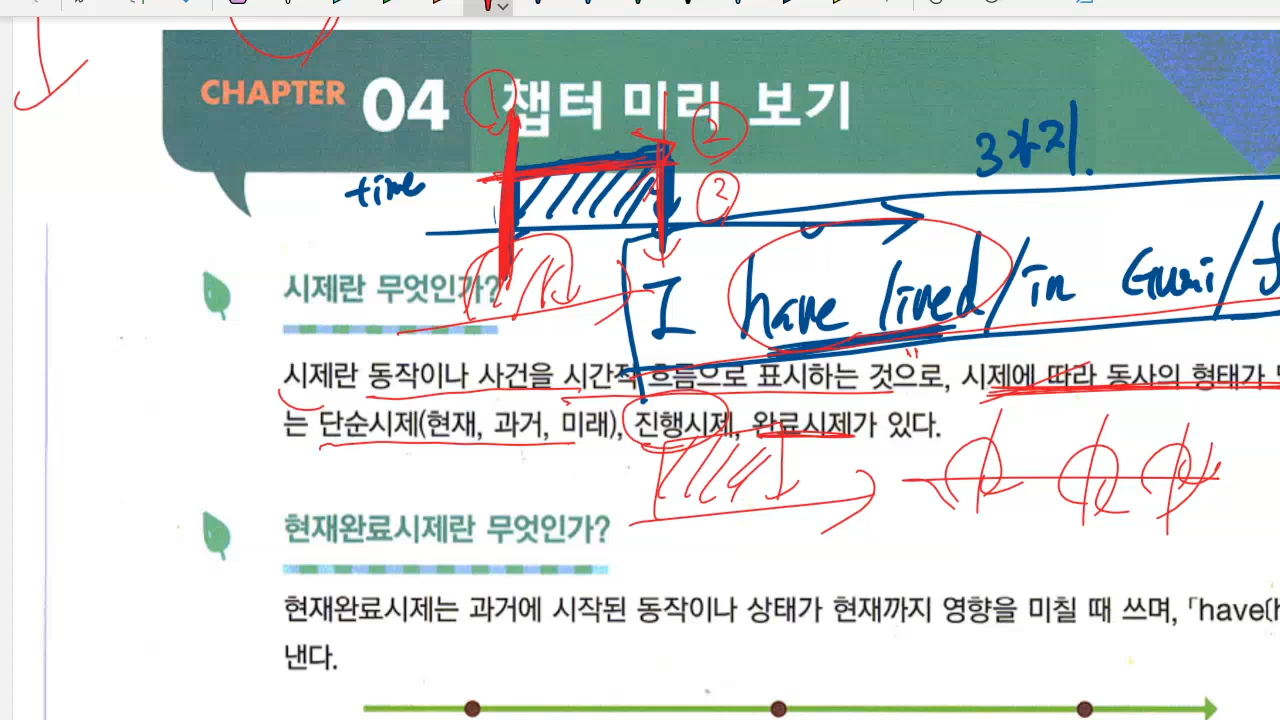 CHAPTER 04 챕터 미리 보기
① ②
3가지.
time
②
시제란 무엇인가?
I have lived/in Guri/f
시제란 동작이나 사건을 시간적 흐름으로 표시하는 것으로, 시제에 따라 동사의 형태가
는 단순시제(현재, 과거, 미래), 진행시제, 완료시제가 있다.
현재완료시제란 무엇인가?
현재완료시제는 과거에 시작된 동작이나 상태가 현재까지 영향을 미칠 때 쓰며, 「have(h
낸다.